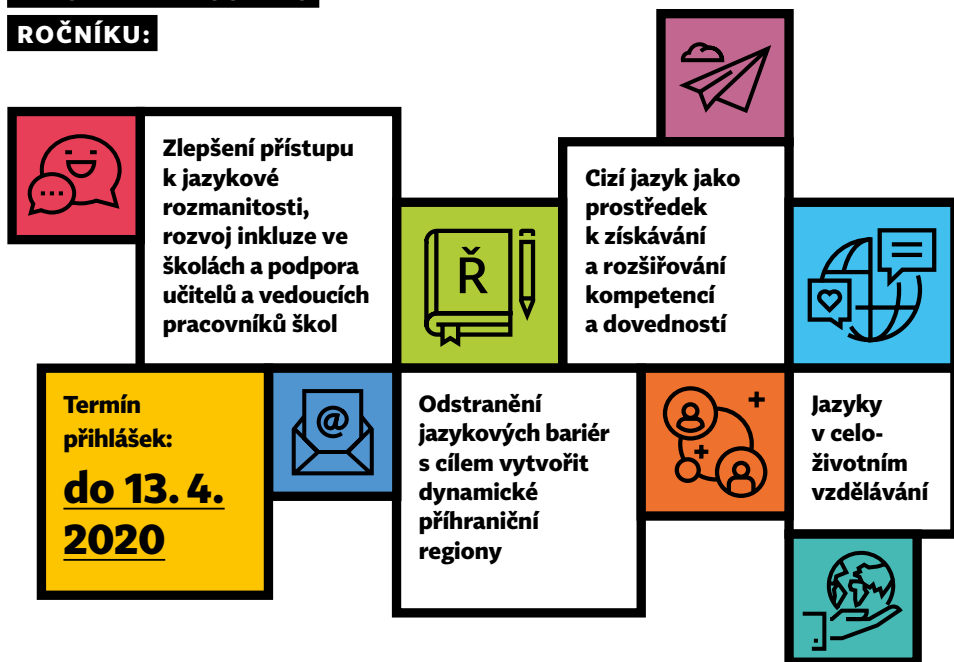 ROČNÍKU:
Zlepšení přístupu
k jazykové
rozmanitosti,
rozvoj inkluze ve
školách a podpora
učitelů a vedoucích
pracovníků škol
Cizí jazyk jako
prostředek
k získávání
a rozšiřování
kompetencí
a dovedností
Ř
Termín
přihlášek:
do 13. 4.
2020
@
Odstranění
jazykových bariér
s cílem vytvořit
dynamické
příhraniční
regiony
Jazyky
v celo-
životním
vzdělávání